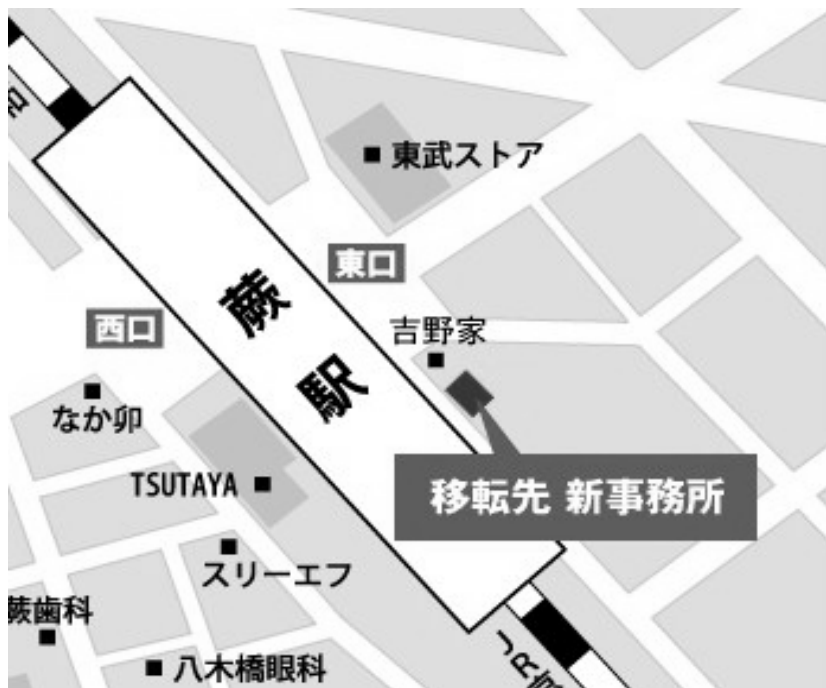 東武ストア
東口
蕨駅
西口
吉野家
なか卯
移転先 新事務所
TSUTAYA
スリーエフ
蕨歯科
八木橋眼科
JR